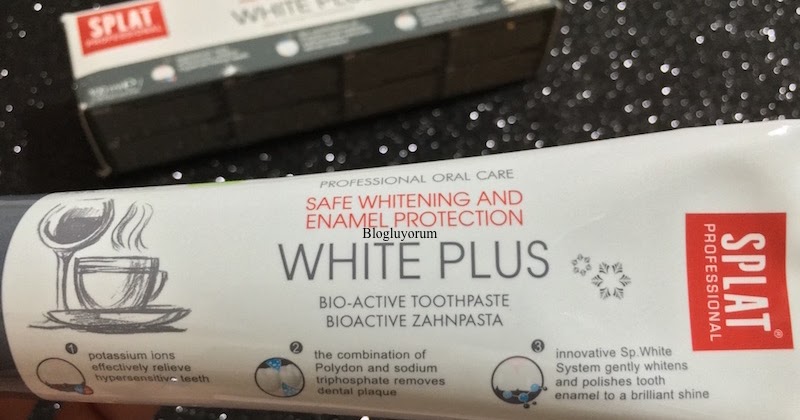 SPLAT
PROFESSIONAL
WHITE PLUS
PROFESSIONAL ORAL CARE
SAFE WHITENING AND
ENAMEL PROTECTION
Blogluyorum
WHITE PLUS
BIO-ACTIVE TOOTHPASTE
BIOACTIVE ZAHNPASTA
SPLAT®
PROFESSIONAL
1
potassium ions
effectively relieve
hypersensitive teeth
2
the combination of
Polydon and sodium
triphosphate removes
dental plaque
3
innovative Sp.White
System gently whitens
and polishes tooth
enamel to a brilliant shine